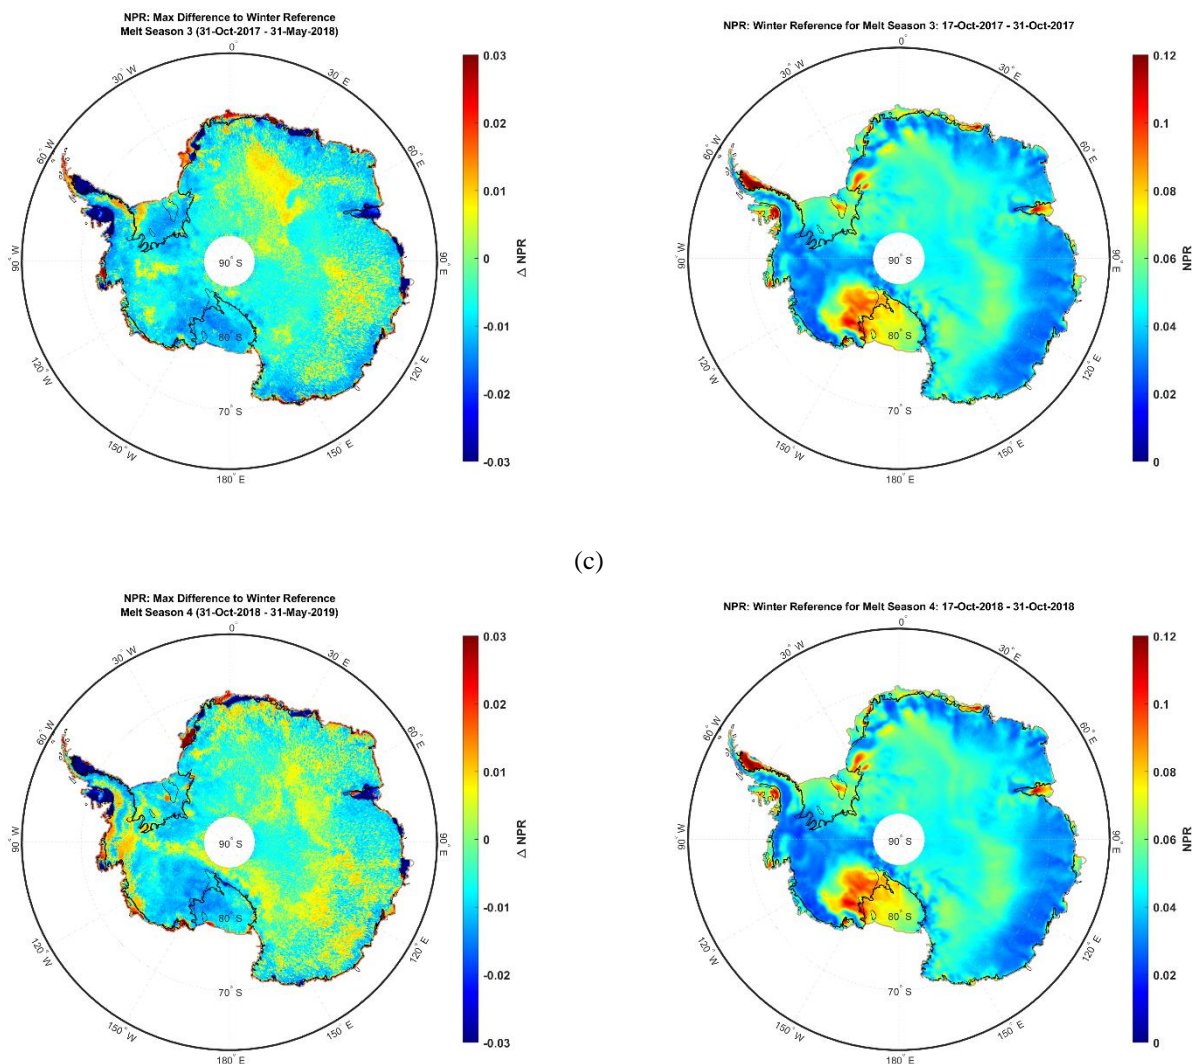 NPR: Max Difference to Winter Reference
Melt Season 3 (31-Oct-2017 - 31-May-2018)
0°
30° W
30° E
60° W
60° E
90° W
90° E
90° S
80° S
70° S
120° W
120° E
150° W
150° E
180° E
0.03
0.02
0.01
0
-0.01
-0.02
-0.03
Δ NPR
NPR: Winter Reference for Melt Season 3: 17-Oct-2017 - 31-Oct-2017
0°
30° W
30° E
60° W
60° E
90° W
90° E
90° S
80° S
70° S
120° W
120° E
150° W
150° E
180° E
0.12
0.1
0.08
0.06
0.04
0.02
0
NPR
(c)
NPR: Max Difference to Winter Reference
Melt Season 4 (31-Oct-2018 - 31-May-2019)
0°
30° W
30° E
60° W
60° E
90° W
90° E
90° S
80° S
70° S
120° W
120° E
150° W
150° E
180° E
0.03
0.02
0.01
0
-0.01
-0.02
-0.03
Δ NPR
NPR: Winter Reference for Melt Season 4: 17-Oct-2018 - 31-Oct-2018
0°
30° W
30° E
60° W
60° E
90° W
90° E
90° S
80° S
70° S
120° W
120° E
150° W
150° E
180° E
0.12
0.1
0.08
0.06
0.04
0.02
0
NPR